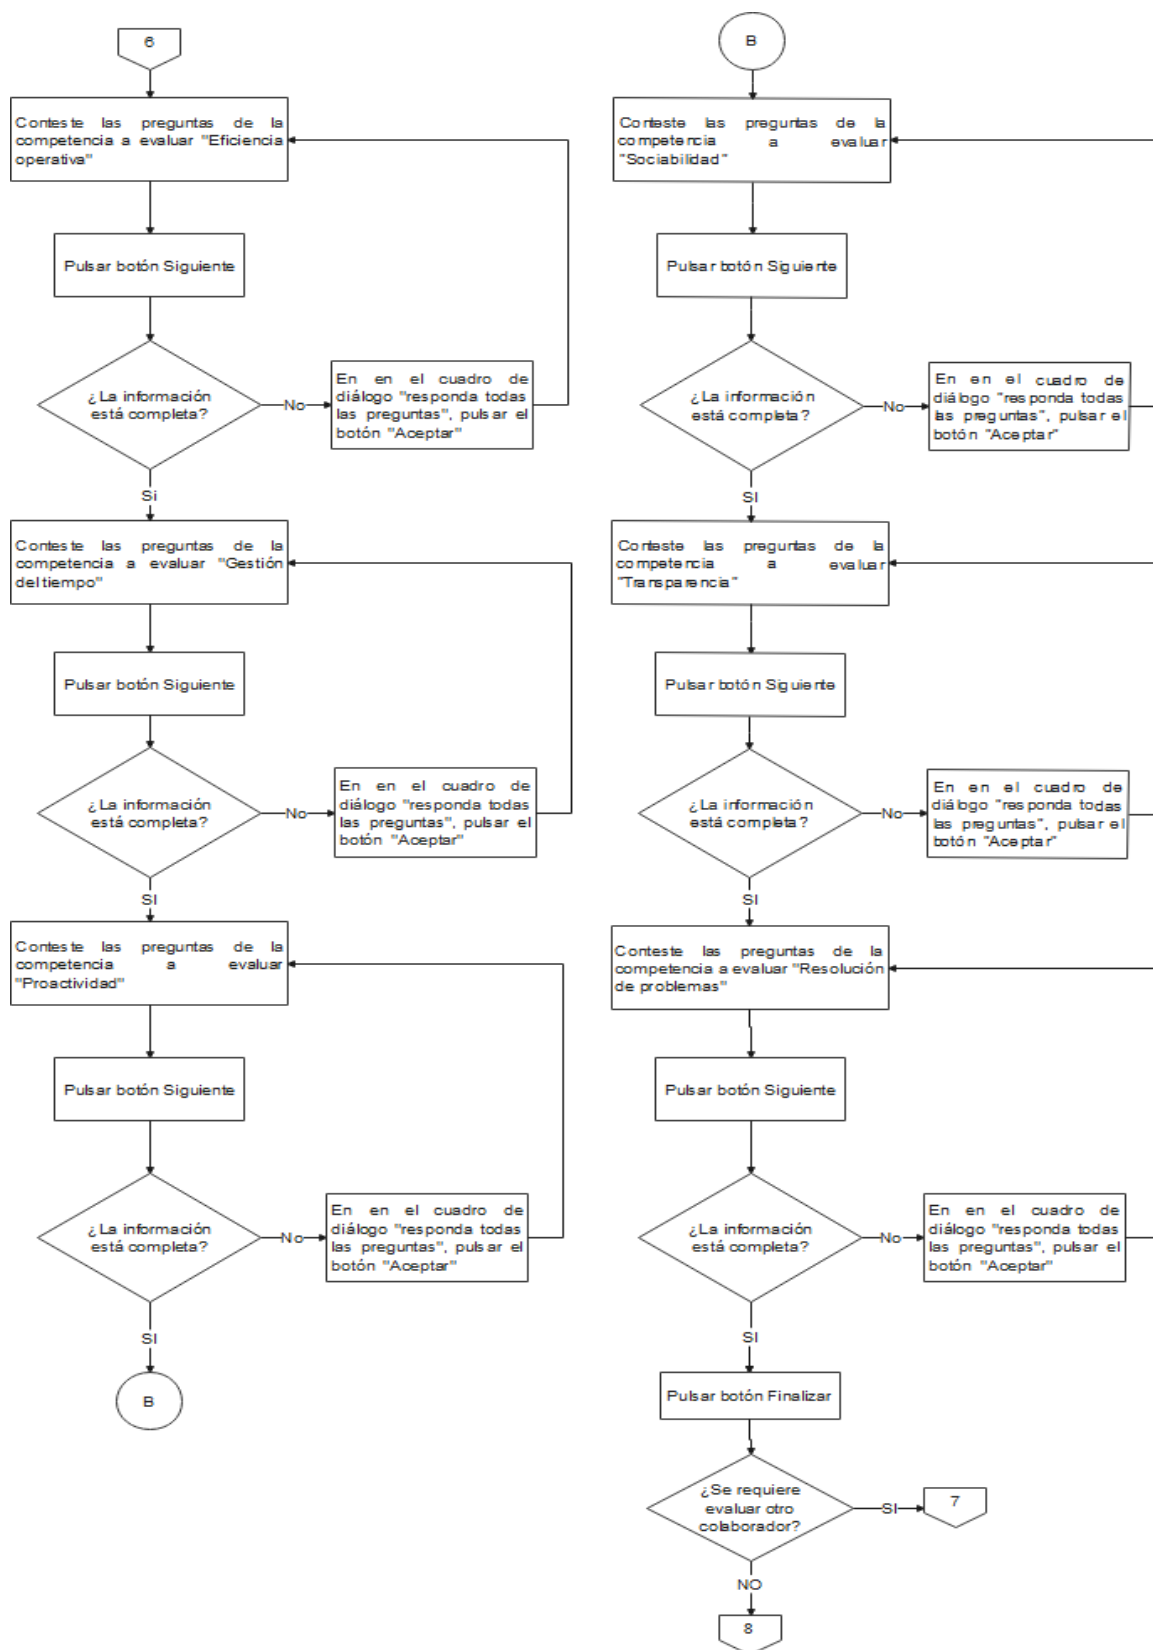 6
Conteste las preguntas de la
competencia a evaluar "Eficiencia
operativa"
Pulsar botón Siguiente
¿La información
está completa?
No
En en el cuadro de
diálogo "responda todas
las preguntas", pulsar el
botón "Aceptar"
Si
Conteste las preguntas de la
competencia a evaluar "Gestión
del tiempo"
Pulsar botón Siguiente
¿La información
está completa?
No
En en el cuadro de
diálogo "responda todas
las preguntas", pulsar el
botón "Aceptar"
SI
Conteste las preguntas de la
competencia a evaluar
"Proactividad"
Pulsar botón Siguiente
¿La información
está completa?
No
En en el cuadro de
diálogo "responda todas
las preguntas", pulsar el
botón "Aceptar"
SI
B
B
Conteste las preguntas de la
competencia a evaluar
"Sociabilidad"
Pulsar botón Siguiente
¿La información
está completa?
No
En en el cuadro de
diálogo "responda todas
las preguntas", pulsar el
botón "Aceptar"
SI
Conteste las preguntas de la
competencia a evaluar
"Transparencia"
Pulsar botón Siguiente
¿La información
está completa?
No
En en el cuadro de
diálogo "responda todas
las preguntas", pulsar el
botón "Aceptar"
SI
Conteste las preguntas de la
competencia a evaluar "Resolución
de problemas"
Pulsar botón Siguiente
¿La información
está completa?
No
En en el cuadro de
diálogo "responda todas
las preguntas", pulsar el
botón "Aceptar"
SI
Pulsar botón Finalizar
¿Se requiere
evaluar otro
colaborador?
SI
7
NO
8